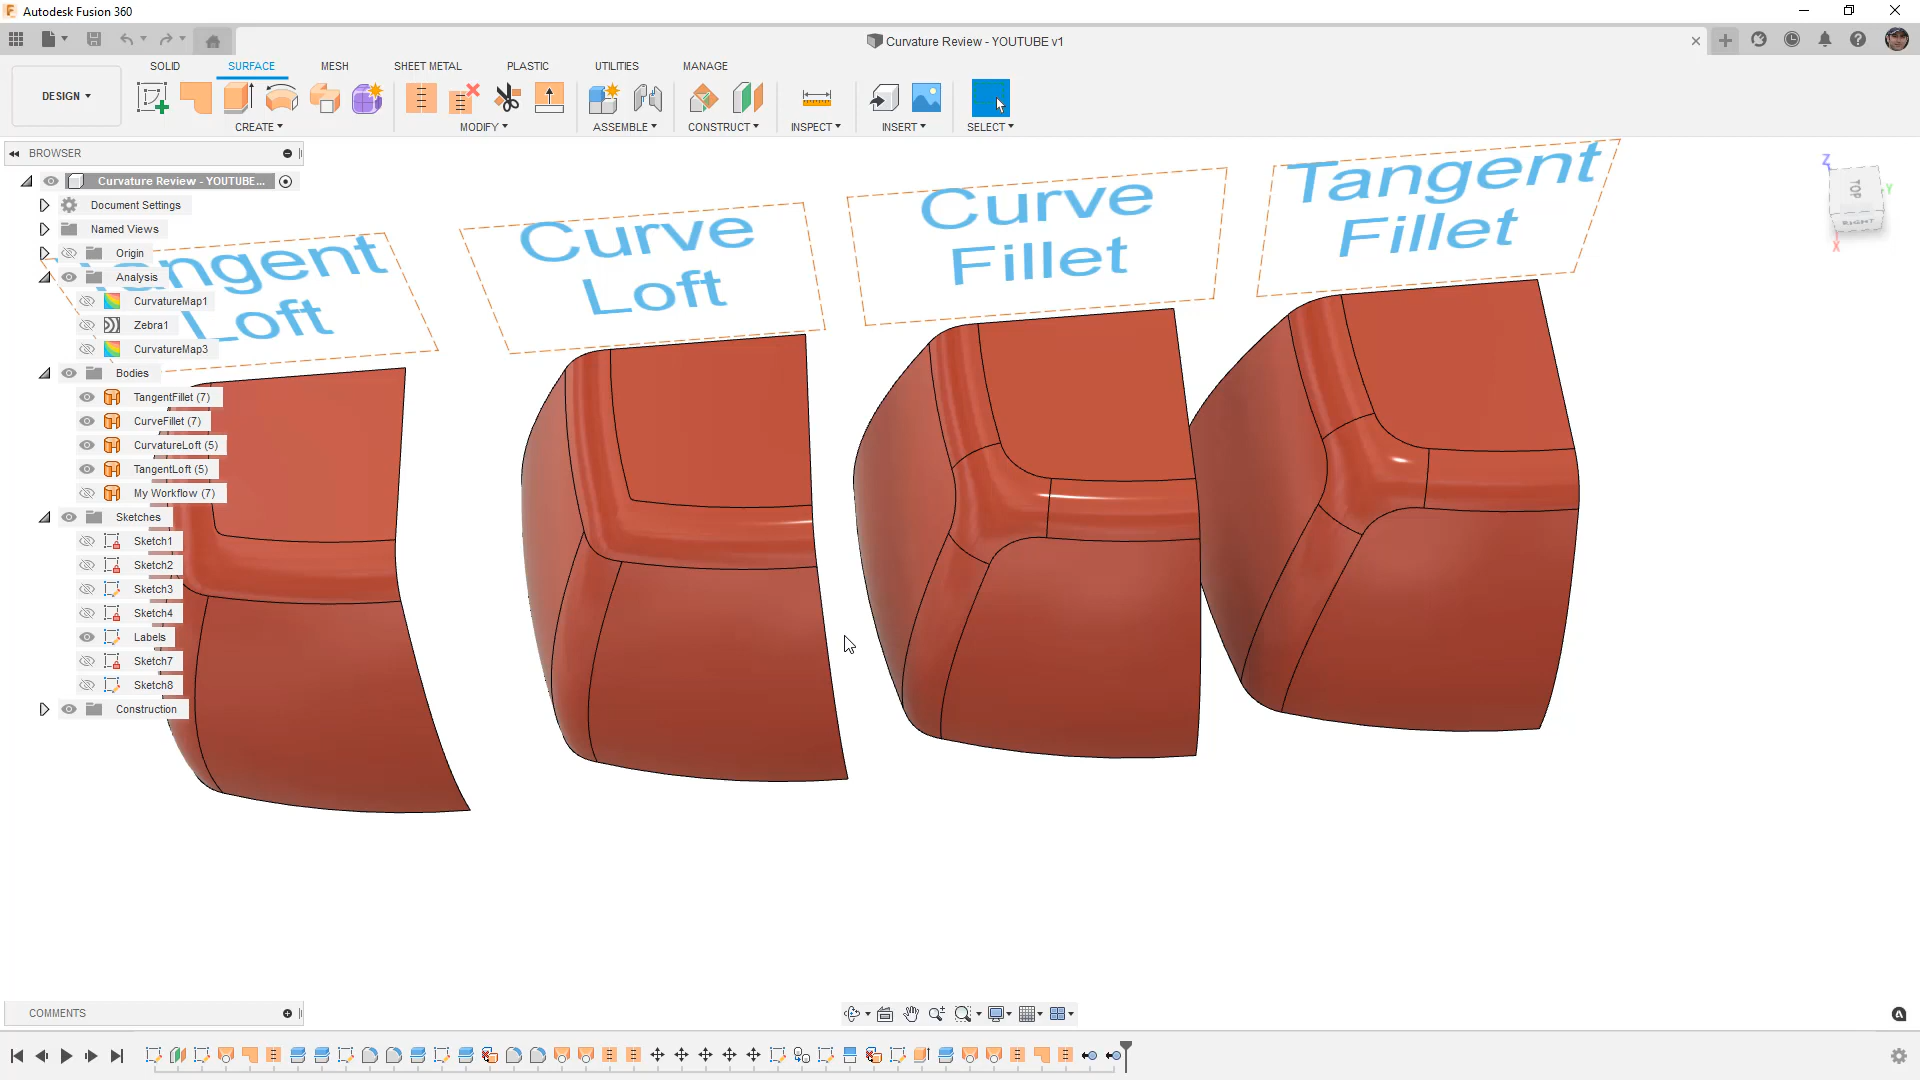 Autodesk Fusion 360
Curvature Review - YOUTUBE v1
SOLID
SURFACE
MESH
SHEET METAL
PLASTIC
UTILITIES
MANAGE
DESIGN
CREATE
MODIFY
ASSEMBLE
CONSTRUCT
INSPECT
INSERT
SELECT
BROWSER
Curvature Review - YOUTUBE...
Document Settings
Named Views
Origin
Analysis
CurvatureMap1
Zebra1
CurvatureMap3
Bodies
TangentFillet (7)
CurveFillet (7)
CurvatureLoft (5)
TangentLoft (5)
My Workflow (7)
Sketches
Sketch1
Sketch2
Sketch3
Sketch4
Labels
Sketch7
Sketch8
Construction
angent
Loft
Curve
Loft
Curve
Fillet
Tangent
Fillet
Z
TOP
Y
RIGHT
X
COMMENTS